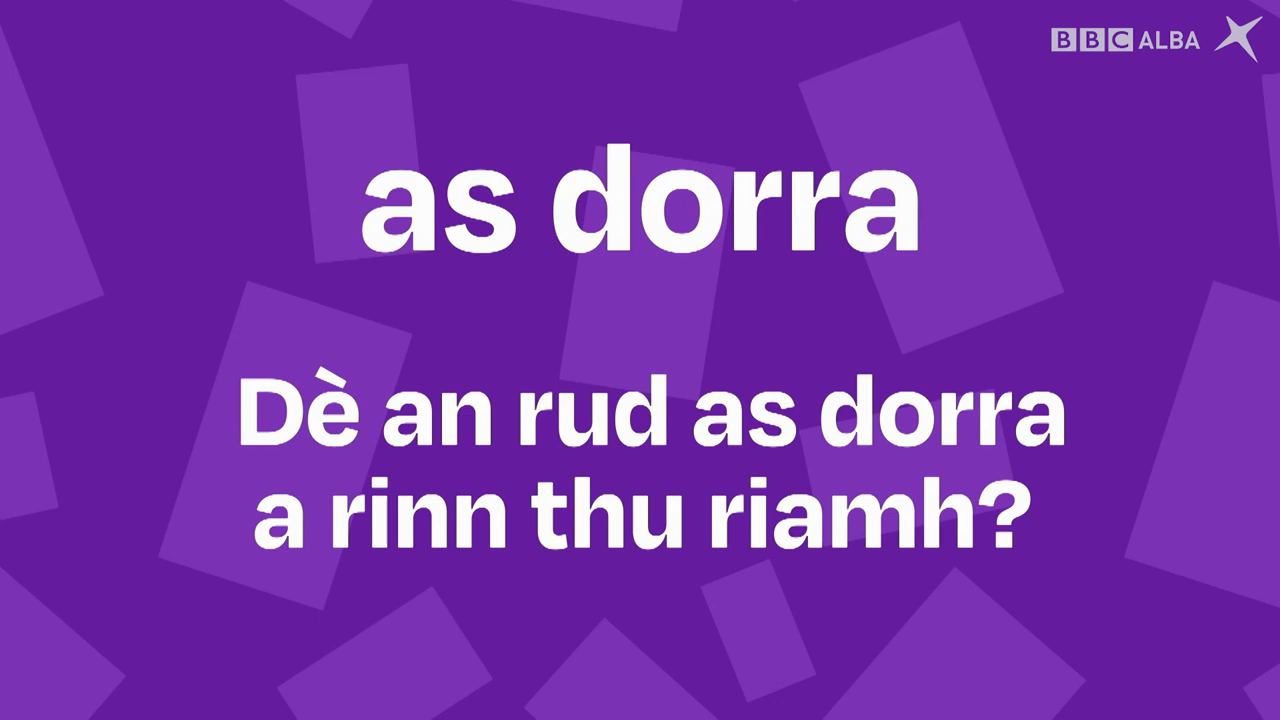 BBC ALBA
as dorra
Dè an rud as dorra
a rinn thu riamh?